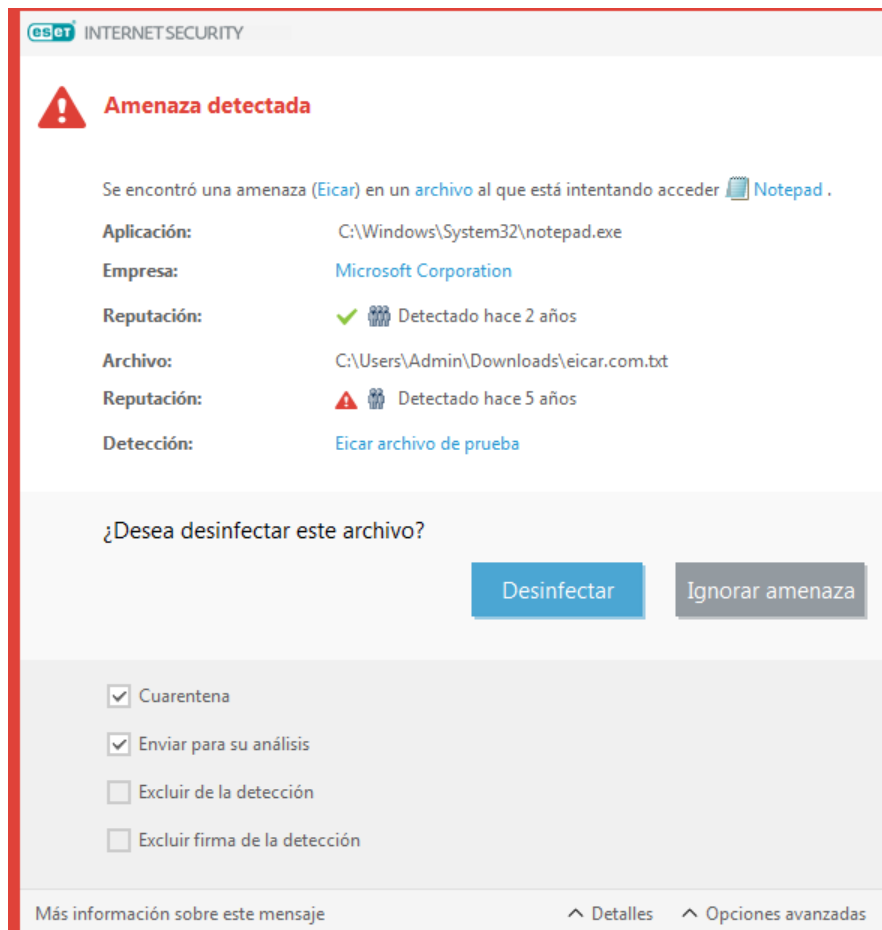 eset INTERNET SECURITY
Amenaza detectada
Se encontró una amenaza (Eicar) en un archivo al que está intentando acceder Notepad .
Aplicación: C:\Windows\System32\notepad.exe
Empresa: Microsoft Corporation
Reputación: Detectado hace 2 años
Archivo: C:\Users\Admin\Downloads\eicar.com.txt
Reputación: Detectado hace 5 años
Detección: Eicar archivo de prueba
¿Desea desinfectar este archivo?
Desinfectar Ignorar amenaza
Cuarentena
Enviar para su análisis
Excluir de la detección
Excluir firma de la detección
Más información sobre este mensaje Detalles Opciones avanzadas